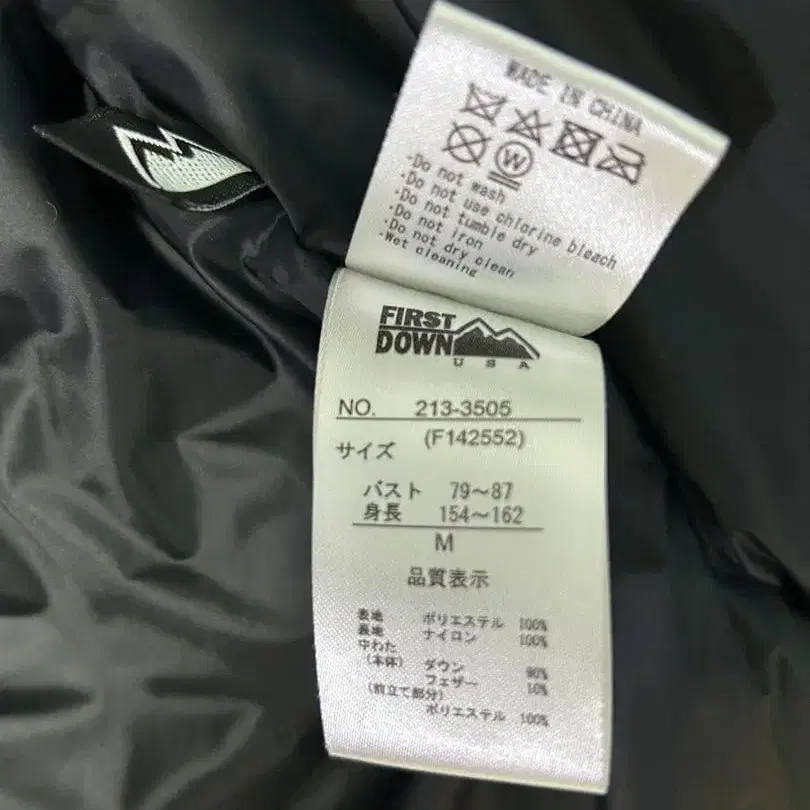 MADE IN CHINA
W
·Do not wash
·Do not use chlorine bleach
·Do not tumble dry
·Do not iron
·Do not dry clean
·Wet cleaning
FIRST
DOWN
USA
NO. 213-3505
サイズ (F142552)
バスト 79～87
身長 154～162
M
品質表示
表地 ポリエステル 100%
裏地 ナイロン 100%
中わた
(本体) ダウン 90%
フェザー 10%
(前立て部分)
ポリエステル 100%